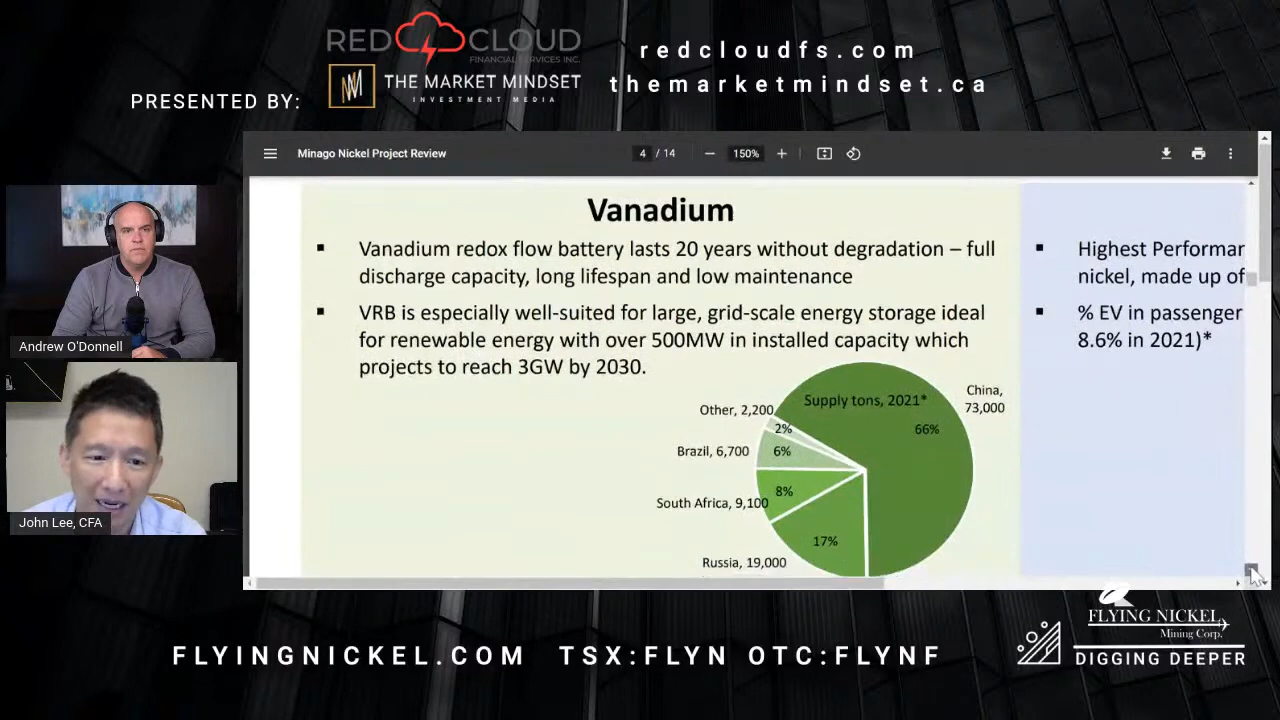 RED CLOUD
FINANCIAL SERVICES INC.
THE MARKET MINDSET
INVESTMENT MEDIA
PRESENTED BY:
redcloudfs.com
themarketmindset.ca
Minago Nickel Project Review
4 / 14
150%
Vanadium
▪ Vanadium redox flow battery lasts 20 years without degradation – full
discharge capacity, long lifespan and low maintenance
▪ VRB is especially well-suited for large, grid-scale energy storage ideal
for renewable energy with over 500MW in installed capacity which
projects to reach 3GW by 2030.
Supply tons, 2021*
China,
73,000
66%
Other, 2,200
2%
Brazil, 6,700
6%
South Africa, 9,100
8%
17%
Russia, 19,000
▪ Highest Performan
nickel, made up of
▪ % EV in passenger
8.6% in 2021)*
Andrew O'Donnell
John Lee, CFA
FLYINGNICKEL.COM TSX:FLYN OTC:FLYNF
FLYING NICKEL
Mining Corp.
DIGGING DEEPER